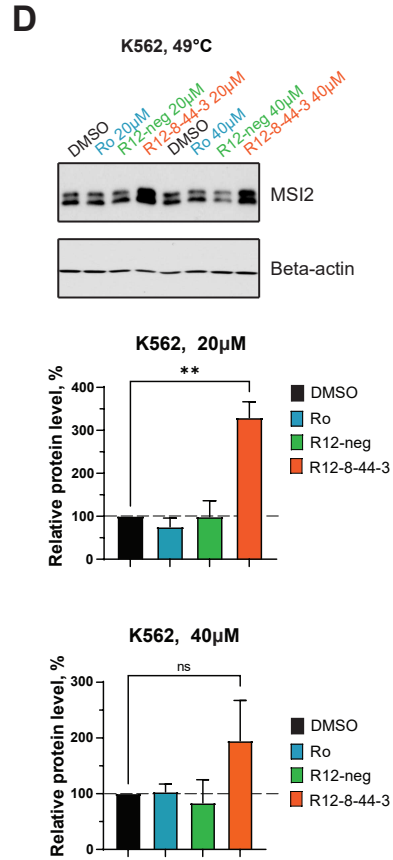 D
K562, 49°C
DMSO
Ro 20µM
R12-neg 20µM
R12-8-44-3 20µM
DMSO
Ro 40µM
R12-neg 40µM
R12-8-44-3 40µM
MSI2
Beta-actin
K562, 20µM
Relative protein level, %
400
300
200
100
0
**
DMSO
Ro
R12-neg
R12-8-44-3
K562, 40µM
Relative protein level, %
300
200
100
0
ns
DMSO
Ro
R12-neg
R12-8-44-3